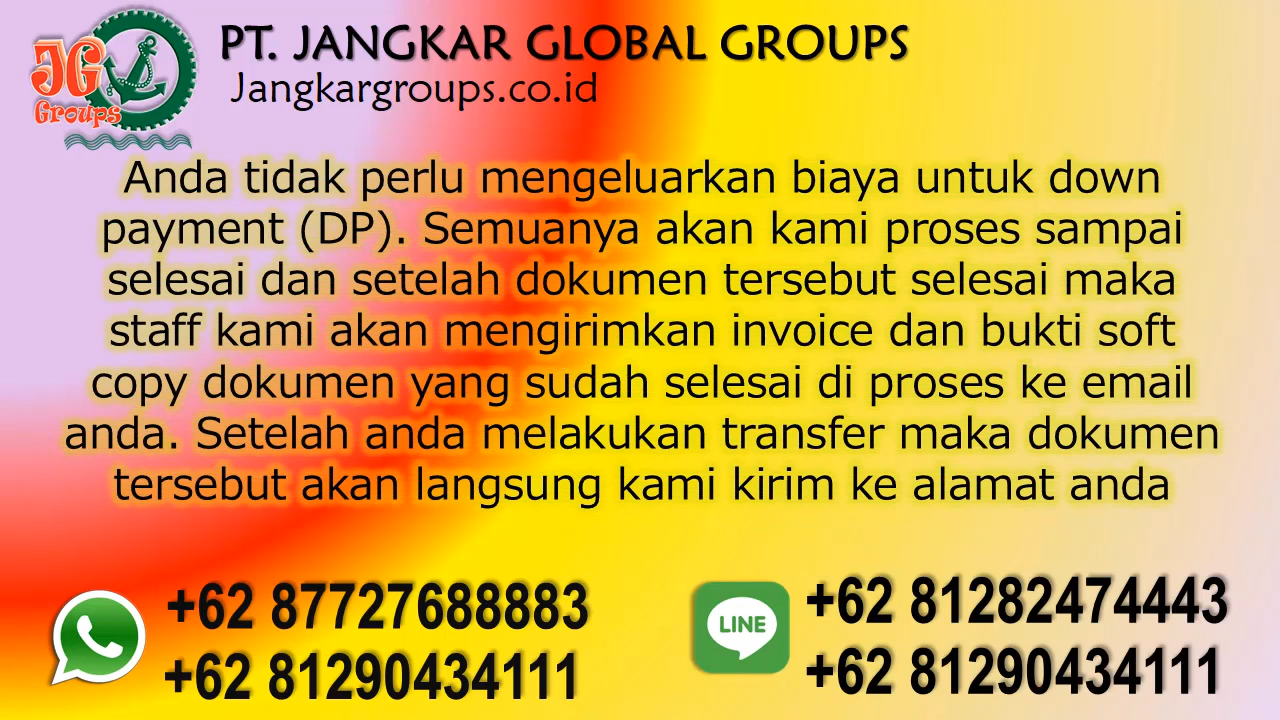 JG
Groups
PT. JANGKAR GLOBAL GROUPS
Jangkargroups.co.id
Anda tidak perlu mengeluarkan biaya untuk down
payment (DP). Semuanya akan kami proses sampai
selesai dan setelah dokumen tersebut selesai maka
staff kami akan mengirimkan invoice dan bukti soft
copy dokumen yang sudah selesai di proses ke email
anda. Setelah anda melakukan transfer maka dokumen
tersebut akan langsung kami kirim ke alamat anda
+62 87727688883
+62 81290434111
LINE
+62 81282474443
+62 81290434111